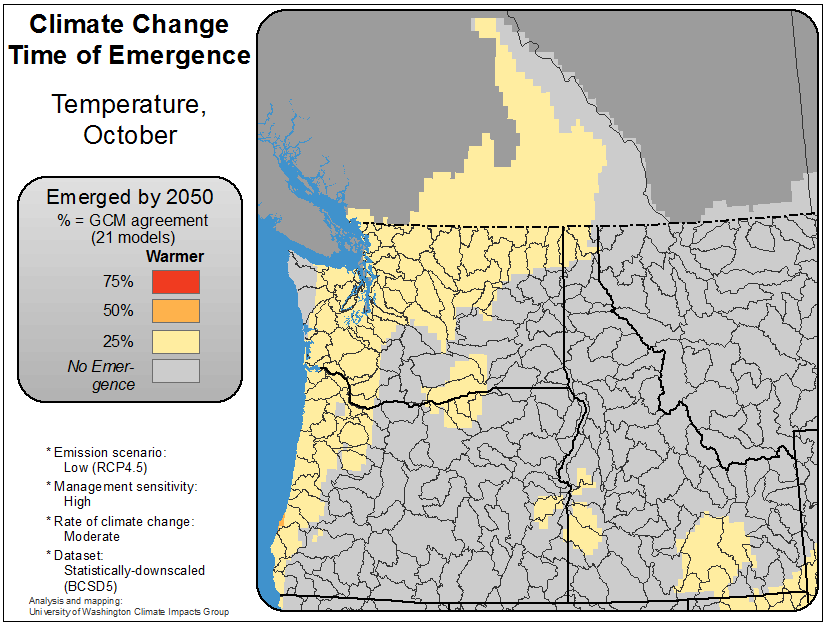 Climate Change
Time of Emergence
Temperature,
October
Emerged by 2050
% = GCM agreement
(21 models)
Warmer
75%
50%
25%
No Emer-
gence
* Emission scenario:
Low (RCP4.5)
* Management sensitivity:
High
* Rate of climate change:
Moderate
* Dataset:
Statistically-downscaled
(BCSD5)
Analysis and mapping:
University of Washington Climate Impacts Group